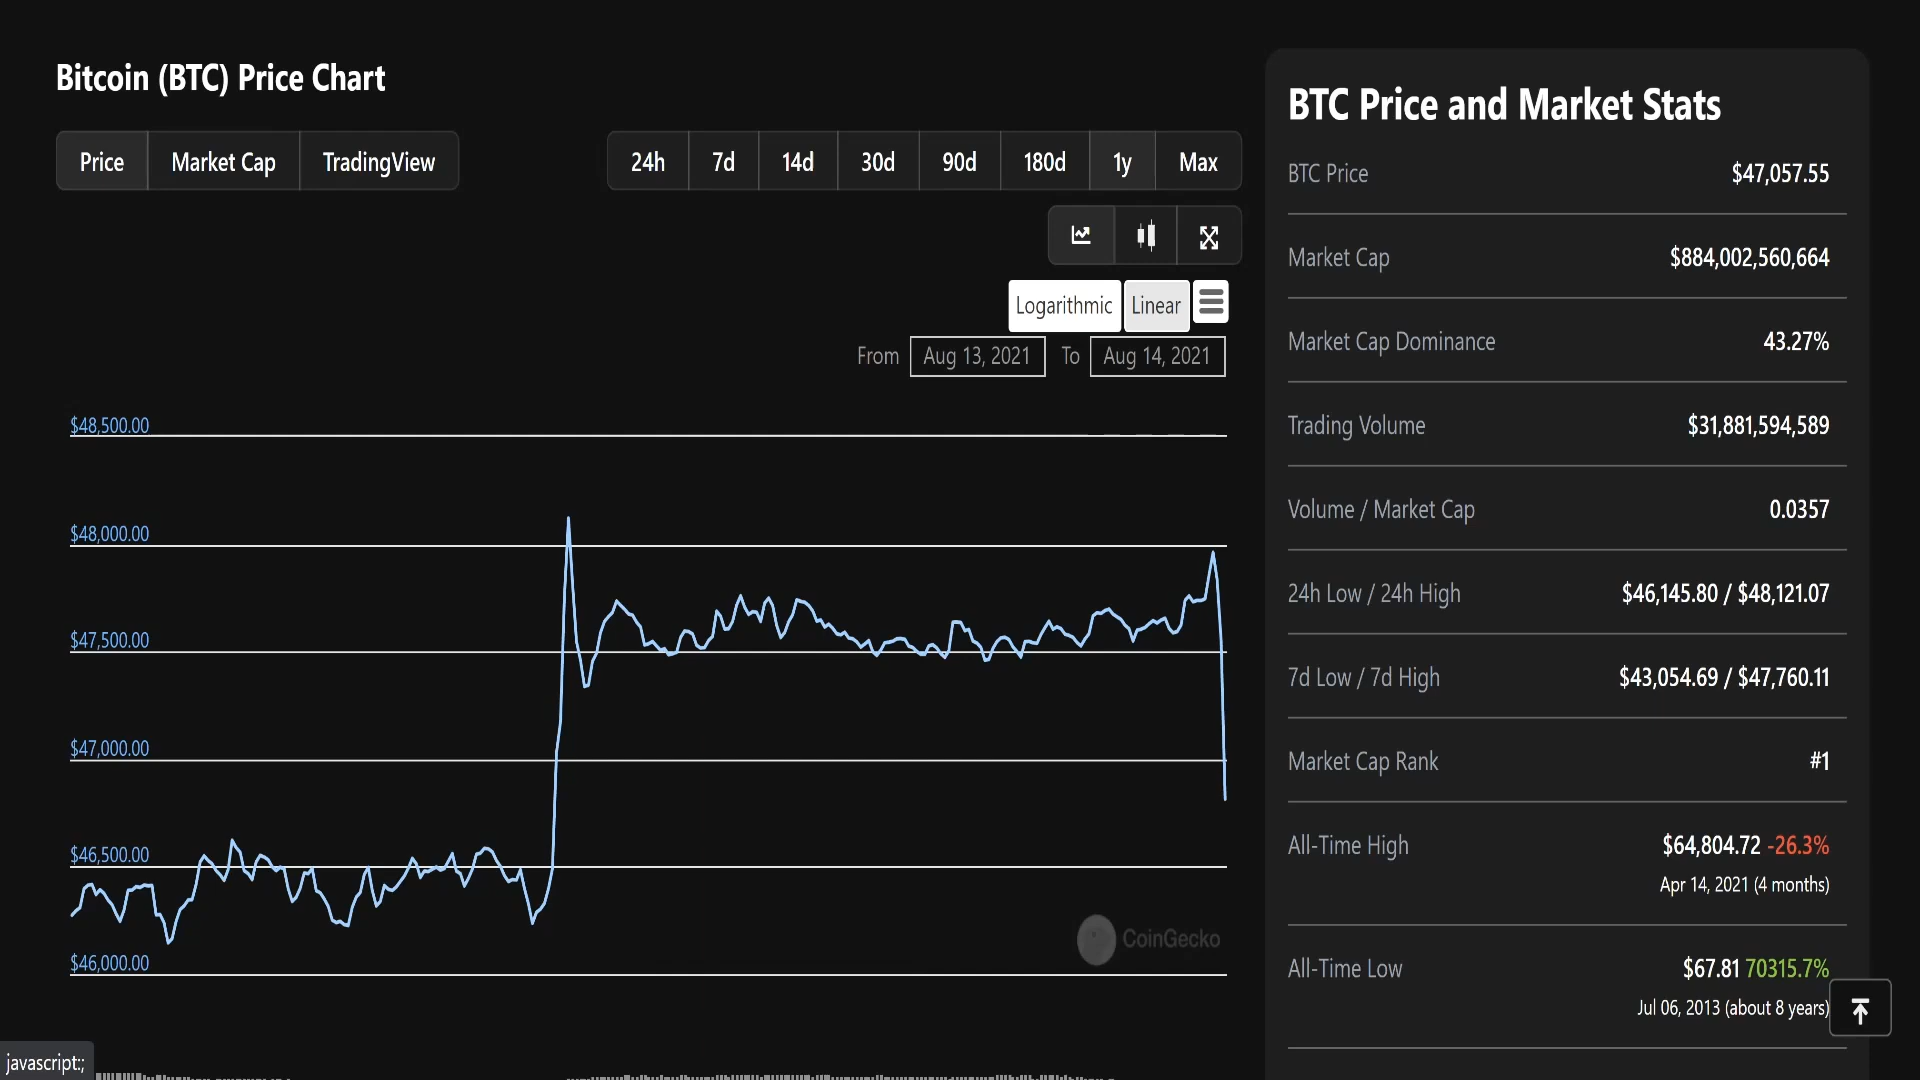 Bitcoin (BTC) Price Chart
Price Market Cap TradingView
24h 7d 14d 30d 90d 180d 1y Max
Logarithmic Linear
From Aug 13, 2021 To Aug 14, 2021
$48,500.00
$48,000.00
$47,500.00
$47,000.00
$46,500.00
$46,000.00
CoinGecko
javascript:;
BTC Price and Market Stats
BTC Price $47,057.55
Market Cap $884,002,560,664
Market Cap Dominance 43.27%
Trading Volume $31,881,594,589
Volume / Market Cap 0.0357
24h Low / 24h High $46,145.80 / $48,121.07
7d Low / 7d High $43,054.69 / $47,760.11
Market Cap Rank #1
All-Time High $64,804.72 -26.3%
Apr 14, 2021 (4 months)
All-Time Low $67.81 70315.7%
Jul 06, 2013 (about 8 years)